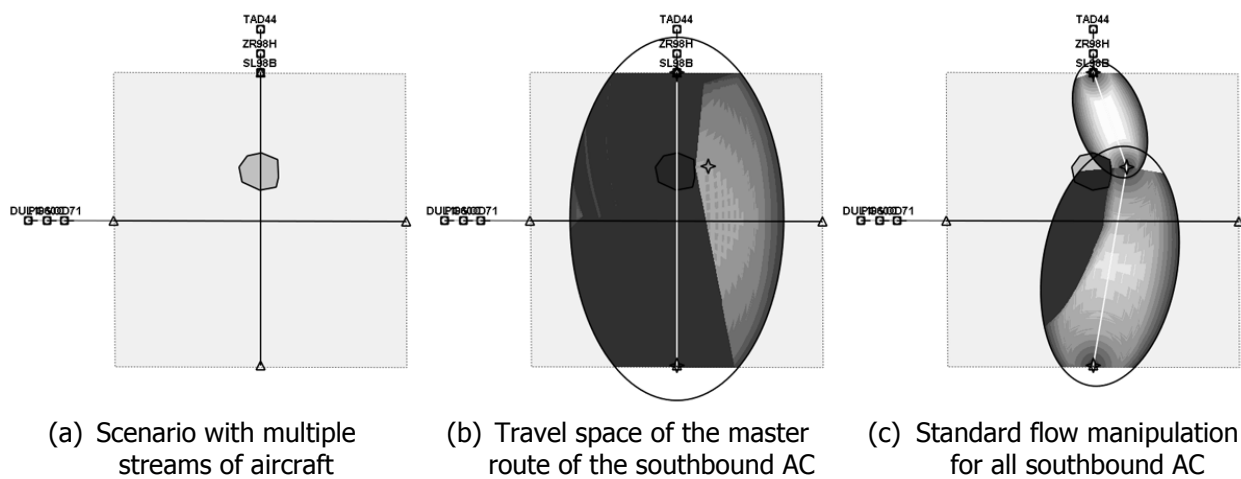 TAD44
ZR98H
SL98B
TAD44
ZR98H
SL98B
TAD44
ZR98H
SL98B
(a) Scenario with multiple
streams of aircraft
(b) Travel space of the master
route of the southbound AC
(c) Standard flow manipulation
for all southbound AC